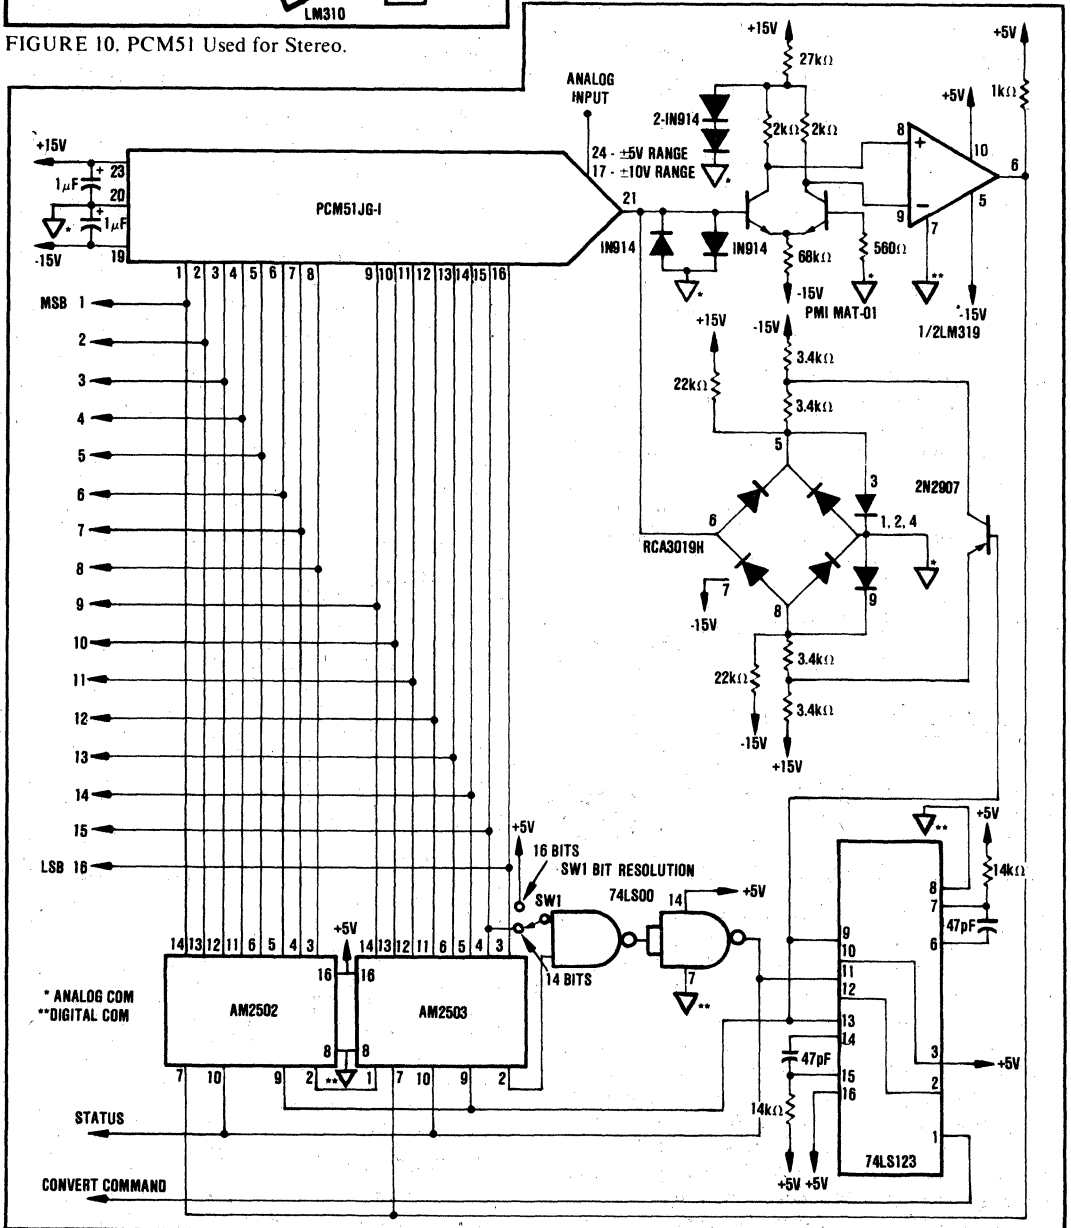 LM310
FIGURE 10. PCM51 Used for Stereo.
+15V
+5V
27kΩ
ANALOG
INPUT
1kΩ
+5V
2-IN914
2kΩ 2kΩ
8
10
+
6
*
24 - ±5V RANGE
17 - ±10V RANGE
+15V
23
+
1μF
20
PCM51JG-I
21
−
5
9
7
+
1μF
*
-15V
19
IN914
IN914
68kΩ
560Ω
*
*
**
1 2 3 4 5 6 7 8
9 10 11 12 13 14 15 16
-15V
PMI MAT-01
-15V
1/2LM319
MSB 1
+15V
-15V
2
3.4kΩ
3
22kΩ
3.4kΩ
4
5
5
3
2N2907
6
6
1, 2, 4
7
RCA3019H
8
*
7
9
9
8
-15V
10
3.4kΩ
11
22kΩ
12
3.4kΩ
-15V
13
+15V
14
15
+5V
**
+5V
16 BITS
LSB 16
SW1 BIT RESOLUTION
14kΩ
8
74LS00
14
+5V
7
SW1
47pF
+5V
9
6
14 13 12 11 6 5 4 3
14 13 12 11 6 5 4 3
10
14 BITS
7
11
16
16
12
* ANALOG COM
**DIGITAL COM
**
AM2502
AM2503
13
14
8
8
47pF
3
+5V
15
2
**
7 10 9 2
1 7 10 9 2
16
14kΩ
STATUS
1
74LS123
+5V +5V
CONVERT COMMAND